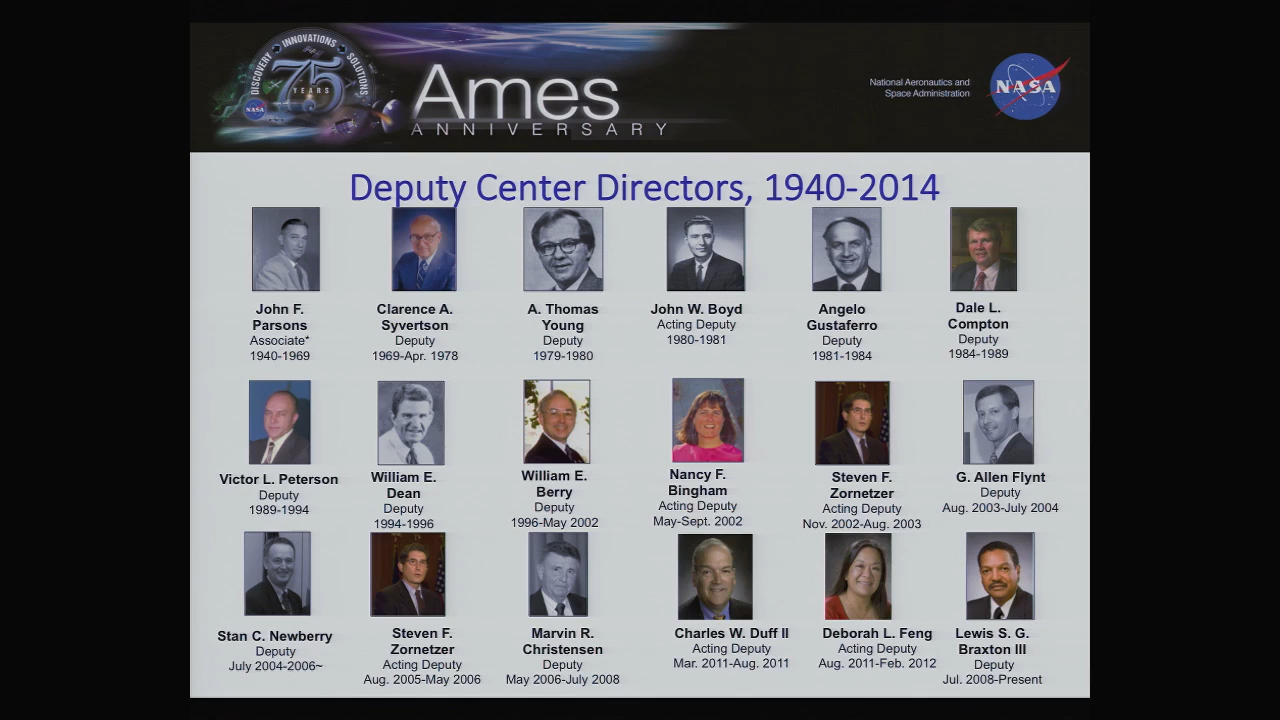 DISCOVERY INNOVATIONS SOLUTIONS
75
YEARS
NASA
Ames
ANNIVERSARY
National Aeronautics and
Space Administration
NASA
Deputy Center Directors, 1940-2014
John F.
Parsons
Associate*
1940-1969
Clarence A.
Syvertson
Deputy
1969-Apr. 1978
A. Thomas
Young
Deputy
1979-1980
John W. Boyd
Acting Deputy
1980-1981
Angelo
Gustaferro
Deputy
1981-1984
Dale L.
Compton
Deputy
1984-1989
Victor L. Peterson
Deputy
1989-1994
William E.
Dean
Deputy
1994-1996
William E.
Berry
Deputy
1996-May 2002
Nancy F.
Bingham
Acting Deputy
May-Sept. 2002
Steven F.
Zornetzer
Acting Deputy
Nov. 2002-Aug. 2003
G. Allen Flynt
Deputy
Aug. 2003-July 2004
Stan C. Newberry
Deputy
July 2004-2006~
Steven F.
Zornetzer
Acting Deputy
Aug. 2005-May 2006
Marvin R.
Christensen
Deputy
May 2006-July 2008
Charles W. Duff II
Acting Deputy
Mar. 2011-Aug. 2011
Deborah L. Feng
Acting Deputy
Aug. 2011-Feb. 2012
Lewis S. G.
Braxton III
Deputy
Jul. 2008-Present